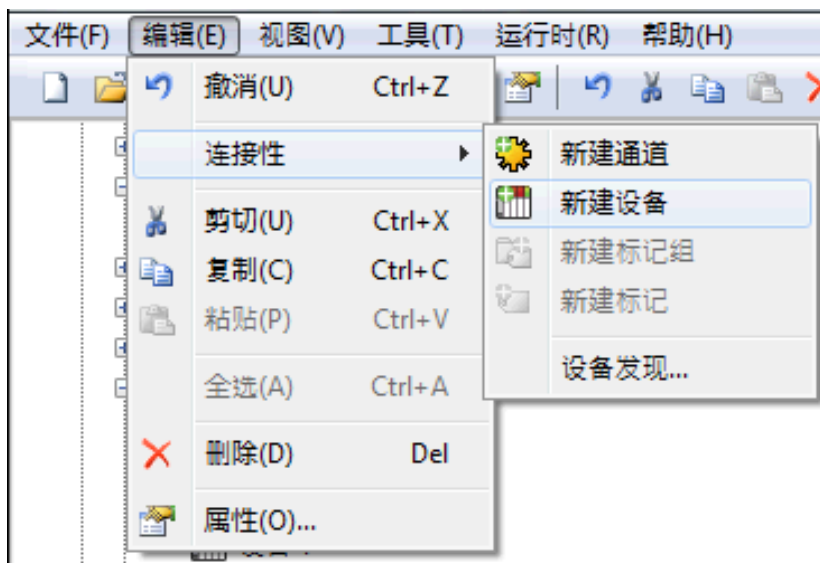 文件(F) 编辑(E) 视图(V) 工具(T) 运行时(R) 帮助(H)
撤消(U) Ctrl+Z
连接性
剪切(U) Ctrl+X
复制(C) Ctrl+C
粘贴(P) Ctrl+V
全选(A) Ctrl+A
删除(D) Del
属性(O)...
新建通道
新建设备
新建标记组
新建标记
设备发现...